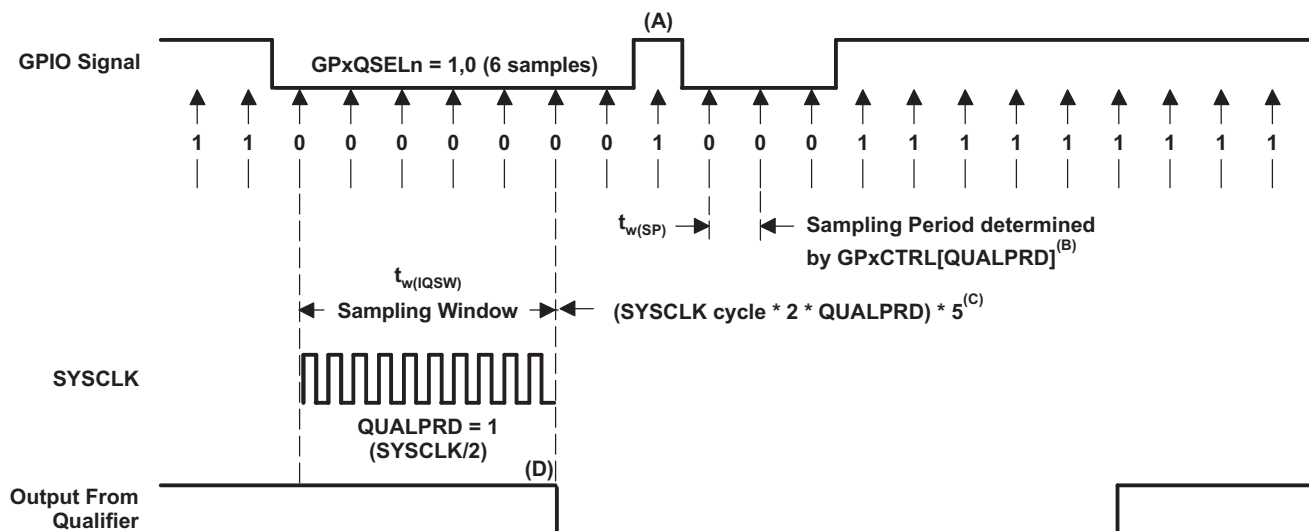 (A)
GPIO Signal
GPxQSELn = 1,0 (6 samples)
1 1 0 0 0 0 0 0 0 1 0 0 0 1 1 1 1 1 1 1 1 1
tw(SP)
Sampling Period determined
by GPxCTRL[QUALPRD](B)
tw(IQSW)
Sampling Window
(SYSCLK cycle * 2 * QUALPRD) * 5(C)
SYSCLK
QUALPRD = 1
(SYSCLK/2)
(D)
Output From
Qualifier